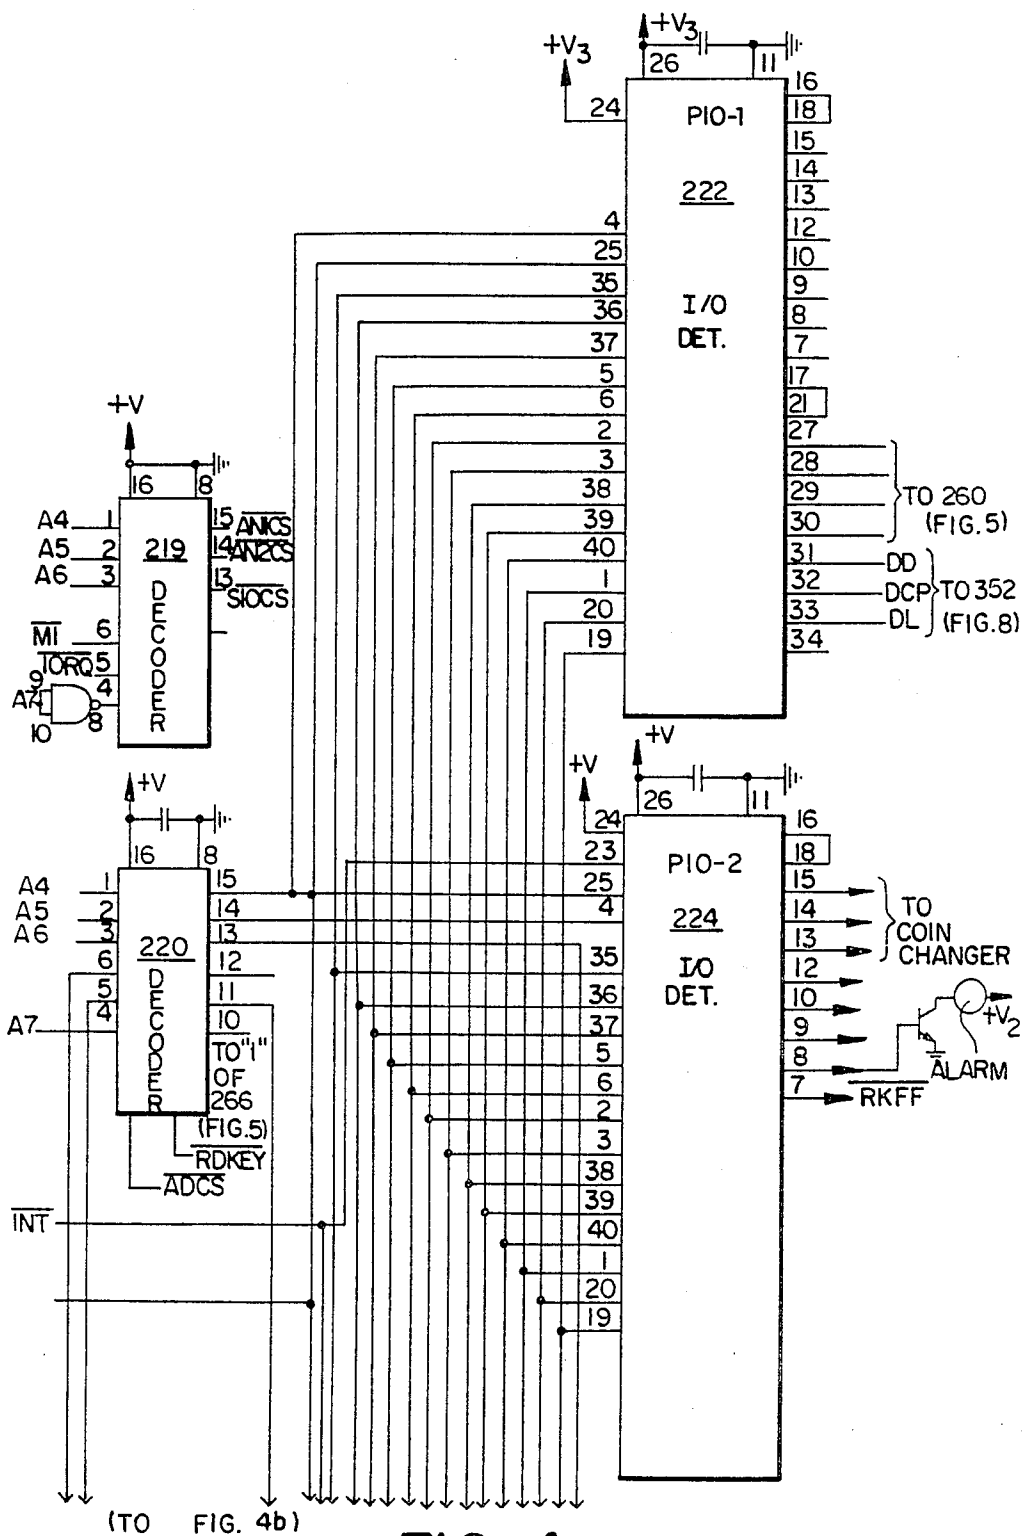 +V3
+V3
26
11
24
PIO-1
222
I/O
DET.
4
25
35
36
37
5
6
2
3
38
39
40
1
20
19
16
18
15
14
13
12
10
9
8
7
17
21
27
28
29
30
TO 260
(FIG.5)
31
DD
32
DCP
33
DL
TO 352
(FIG.8)
34
+V
16
8
A4
1
A5
2
A6
3
219
DECODER
15
AN1CS
14
AN2CS
13
SIOCS
MI
6
TORQ
5
9
A7
4
10
8
+V
16
8
A4
1
A5
2
A6
3
6
5
4
A7
220
DECODER
15
14
13
12
11
10
TO "1"
OF
266
(FIG.5)
RDKEY
ADCS
INT
+V
+V
26
11
24
23
25
4
35
36
37
5
6
2
3
38
39
40
1
20
19
PIO-2
224
I/O
DET.
16
18
15
14
13
TO
COIN
CHANGER
12
10
9
8
7
+V2
ALARM
RKFF
(TO FIG. 4b)